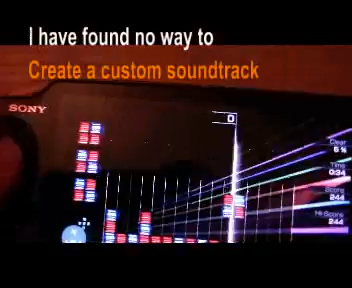 I have found no way to
Create a custom soundtrack
SONY
0
Clear
5 %
Time
0:34
Score
244
Hi-Score
244